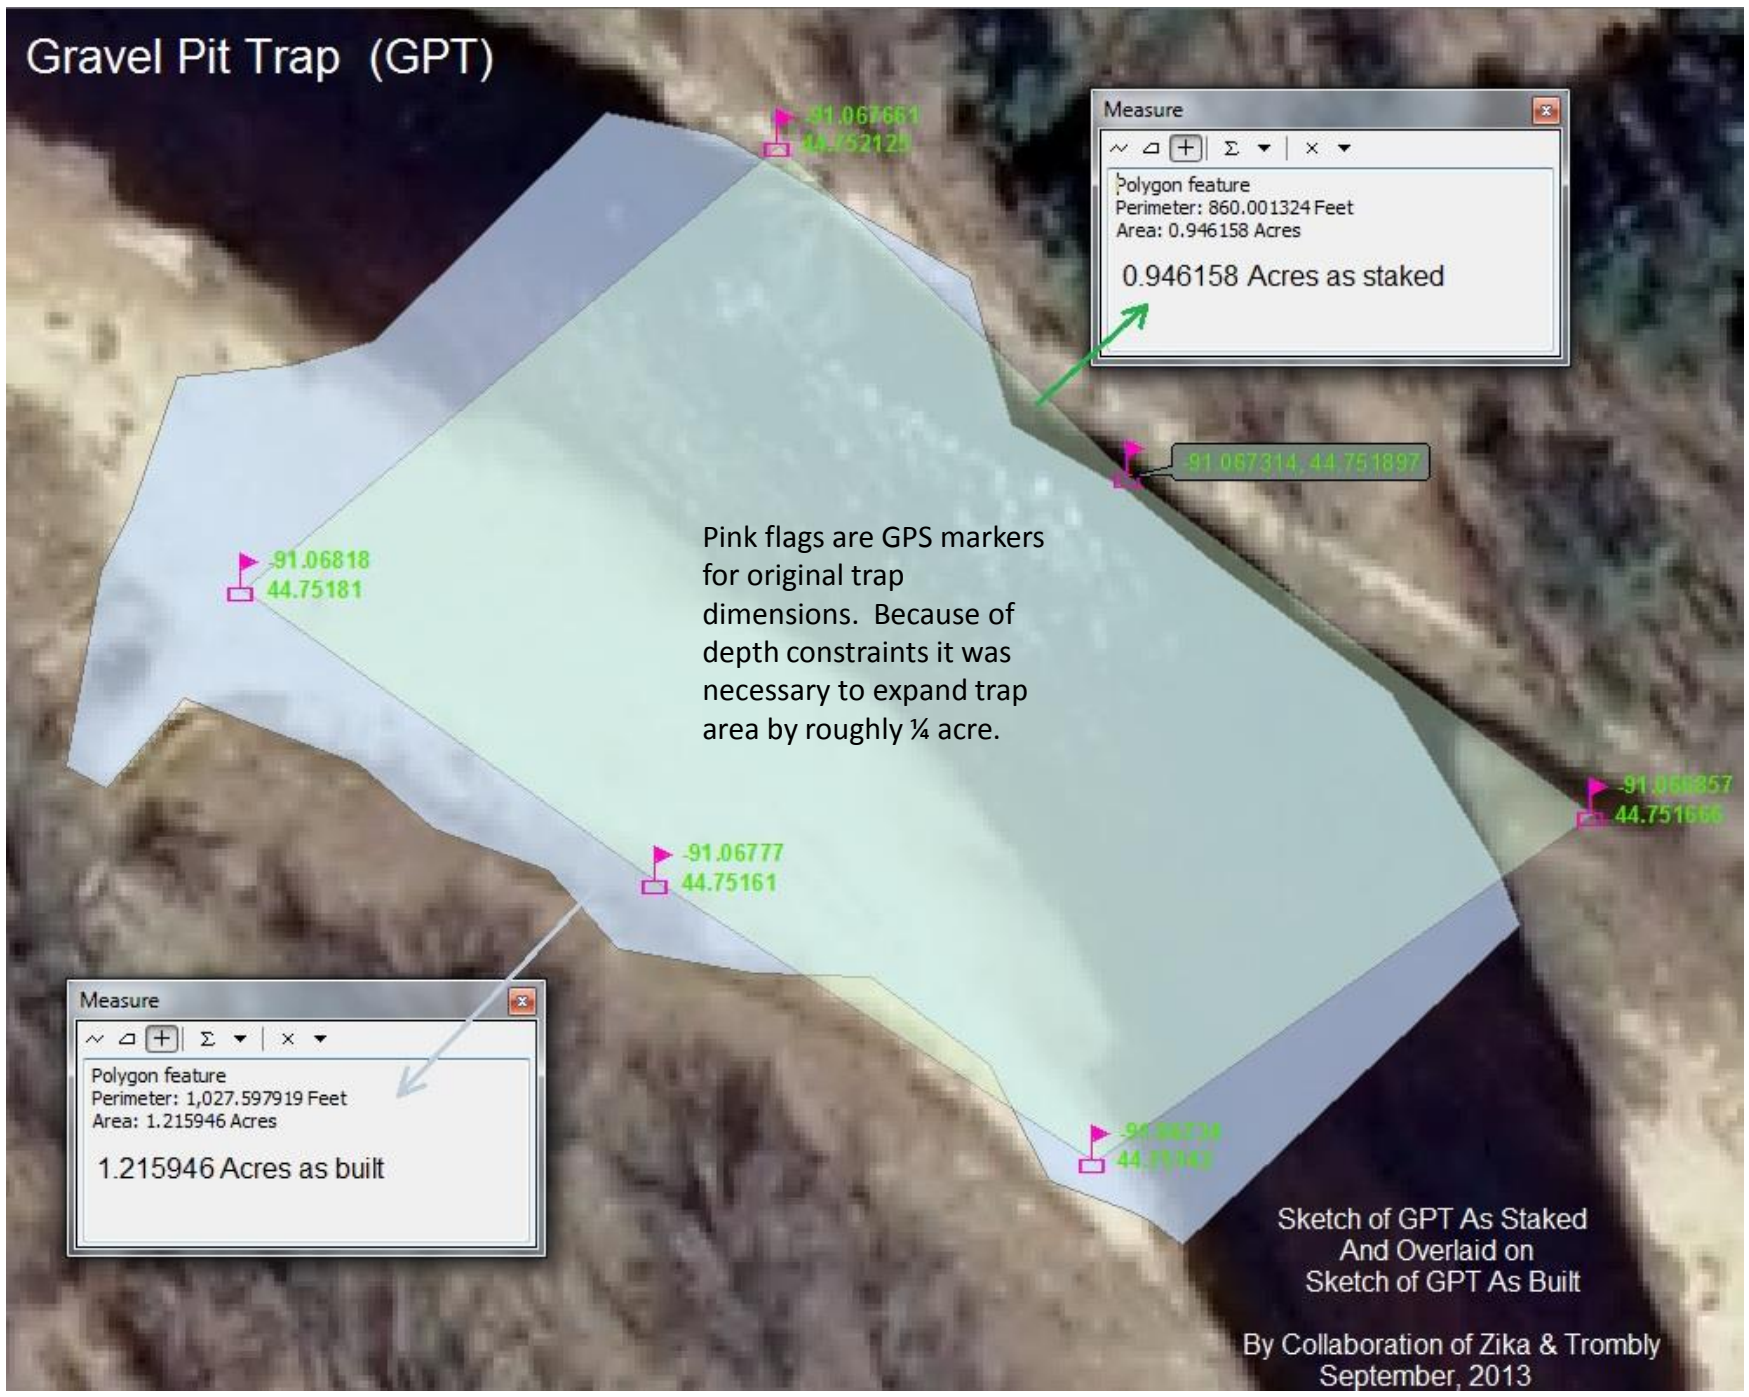 Gravel Pit Trap (GPT)
-91.067661
44.752125
Measure
Polygon feature
Perimeter: 860.001324 Feet
Area: 0.946158 Acres
0.946158 Acres as staked
-91.067314, 44.751897
Pink flags are GPS markers
for original trap
dimensions. Because of
depth constraints it was
necessary to expand trap
area by roughly ¼ acre.
-91.06818
44.75181
-91.066857
44.751666
-91.06777
44.75161
Measure
Polygon feature
Perimeter: 1,027.597919 Feet
Area: 1.215946 Acres
1.215946 Acres as built
Sketch of GPT As Staked
And Overlaid on
Sketch of GPT As Built
By Collaboration of Zika & Trombly
September, 2013